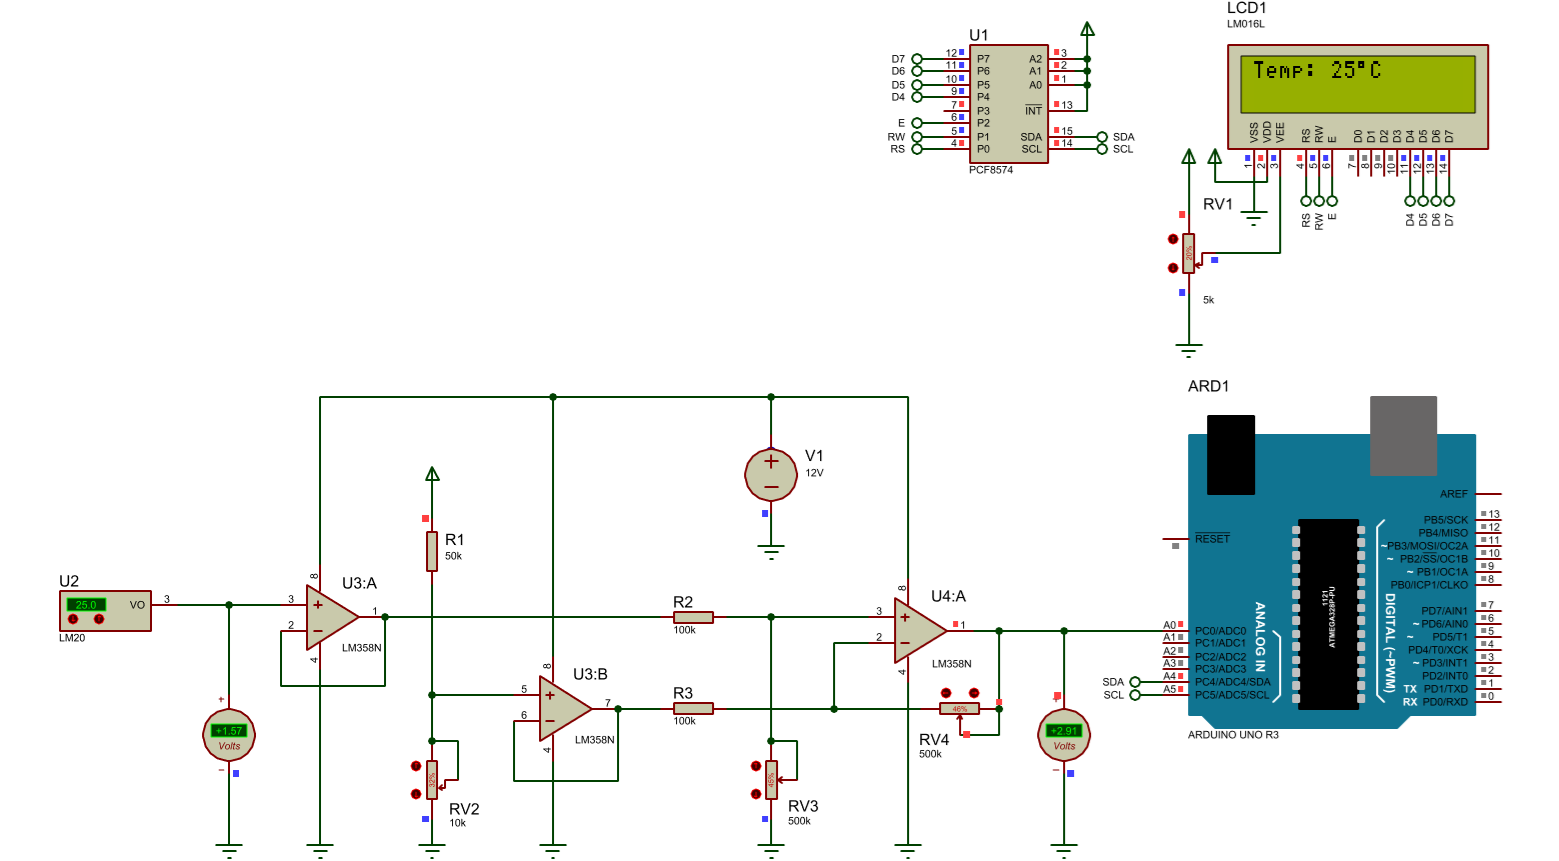 LCD1
LM016L
Temp: 25°C
VSS
VDD
VEE
RS
RW
E
D0
D1
D2
D3
D4
D5
D6
D7
1
2
3
4
5
6
7
8
9
10
11
12
13
14
RS
RW
E
D4
D5
D6
D7
U1
D7 12 P7 A2 3
D6 11 P6 A1 2
D5 10 P5 A0 1
D4 9 P4
7 P3 INT 13
E 6 P2
RW 5 P1 SDA 15 SDA
RS 4 P0 SCL 14 SCL
PCF8574
RV1
20%
5k
ARD1
V1
12V
R1
50k
U2
25.0 VO 3
LM20
U3:A
8
3
2
1
4
LM358N
+1.57
Volts
U3:B
8
5
6
7
4
LM358N
RV2
32%
10k
R2
100k
R3
100k
RV3
46%
500k
U4:A
8
3
2
1
4
LM358N
RV4
46%
500k
+2.91
Volts
AREF
RESET
PB5/SCK 13
PB4/MISO 12
~PB3/MOSI/OC2A 11
~ PB2/SS/OC1B 10
~ PB1/OC1A 9
PB0/ICP1/CLKO 8
PD7/AIN1 7
~ PD6/AIN0 6
~ PD5/T1 5
PD4/T0/XCK 4
~ PD3/INT1 3
PD2/INT0 2
TX PD1/TXD 1
RX PD0/RXD 0
A0 PC0/ADC0
A1 PC1/ADC1
A2 PC2/ADC2
A3 PC3/ADC3
SDA A4 PC4/ADC4/SDA
SCL A5 PC5/ADC5/SCL
ANALOG IN
1121
ATMEGA328P-PU
DIGITAL (~PWM)
ARDUINO UNO R3